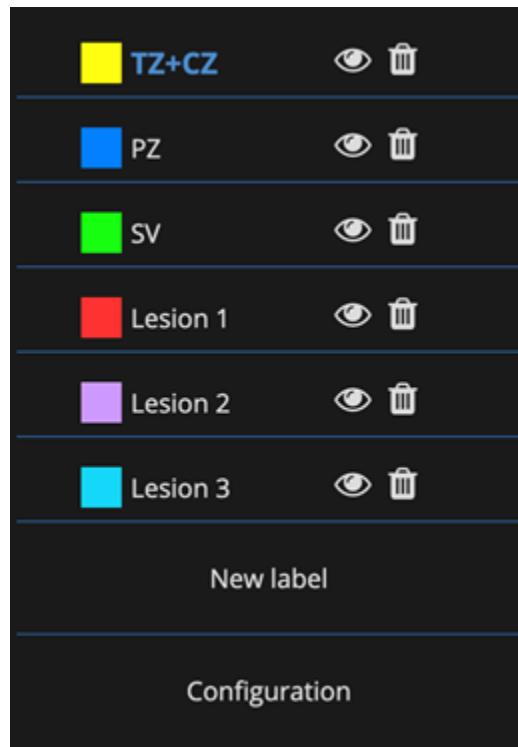 TZ+CZ
PZ
SV
Lesion 1
Lesion 2
Lesion 3
New label
Configuration